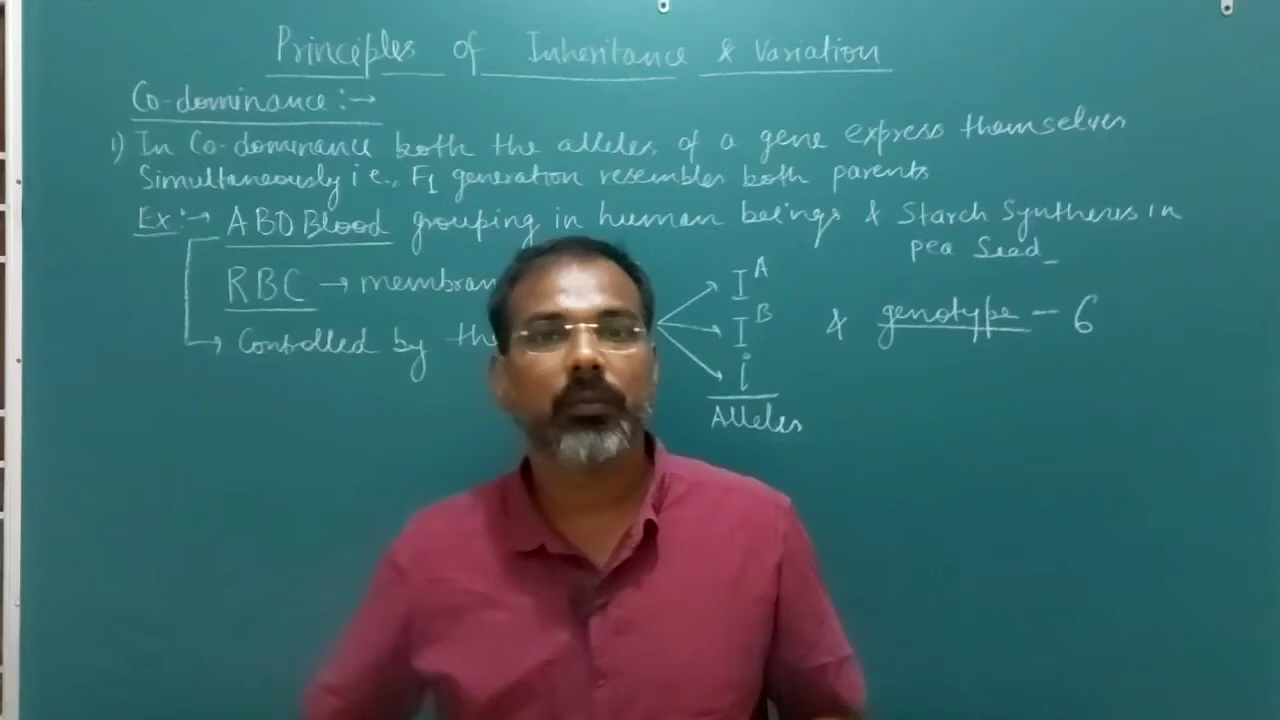 Principles of Inheritance & Variation
Co-dominance :→
1) In Co-dominance both the alleles of a gene express themselves
Simultaneously i e., F1 generation resembles both parents
Ex :→ ABO Blood grouping in human beings & Starch Synthesis in
pea Seed
RBC → membran
Controlled by the
I^A
I^B
i
Alleles
& genotype - 6